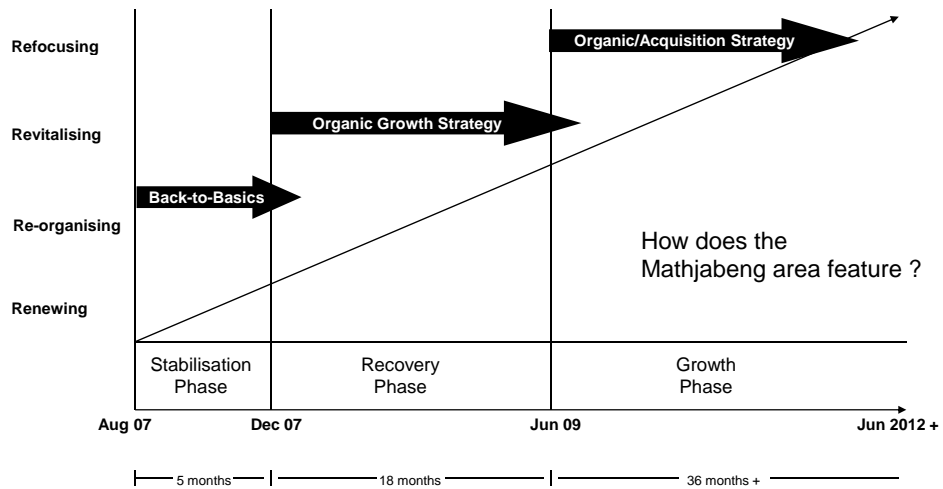 Refocusing
Organic/Acquisition Strategy
Revitalising
Organic Growth Strategy
Back-to-Basics
Re-organising
How does the
Mathjabeng area feature ?
Renewing
Stabilisation
Phase
Recovery
Phase
Growth
Phase
Aug 07
Dec 07
Jun 09
Jun 2012 +
5 months
18 months
36 months +